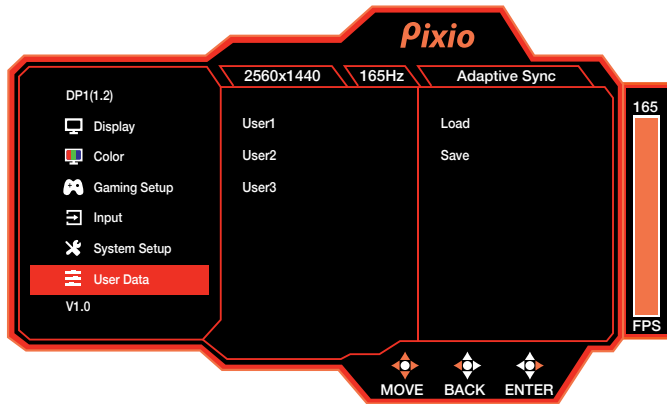 Pixio
2560x1440 165Hz Adaptive Sync
DP1(1.2)
Display
Color
Gaming Setup
Input
System Setup
User Data
V1.0
User1
User2
User3
Load
Save
165
FPS
MOVE BACK ENTER